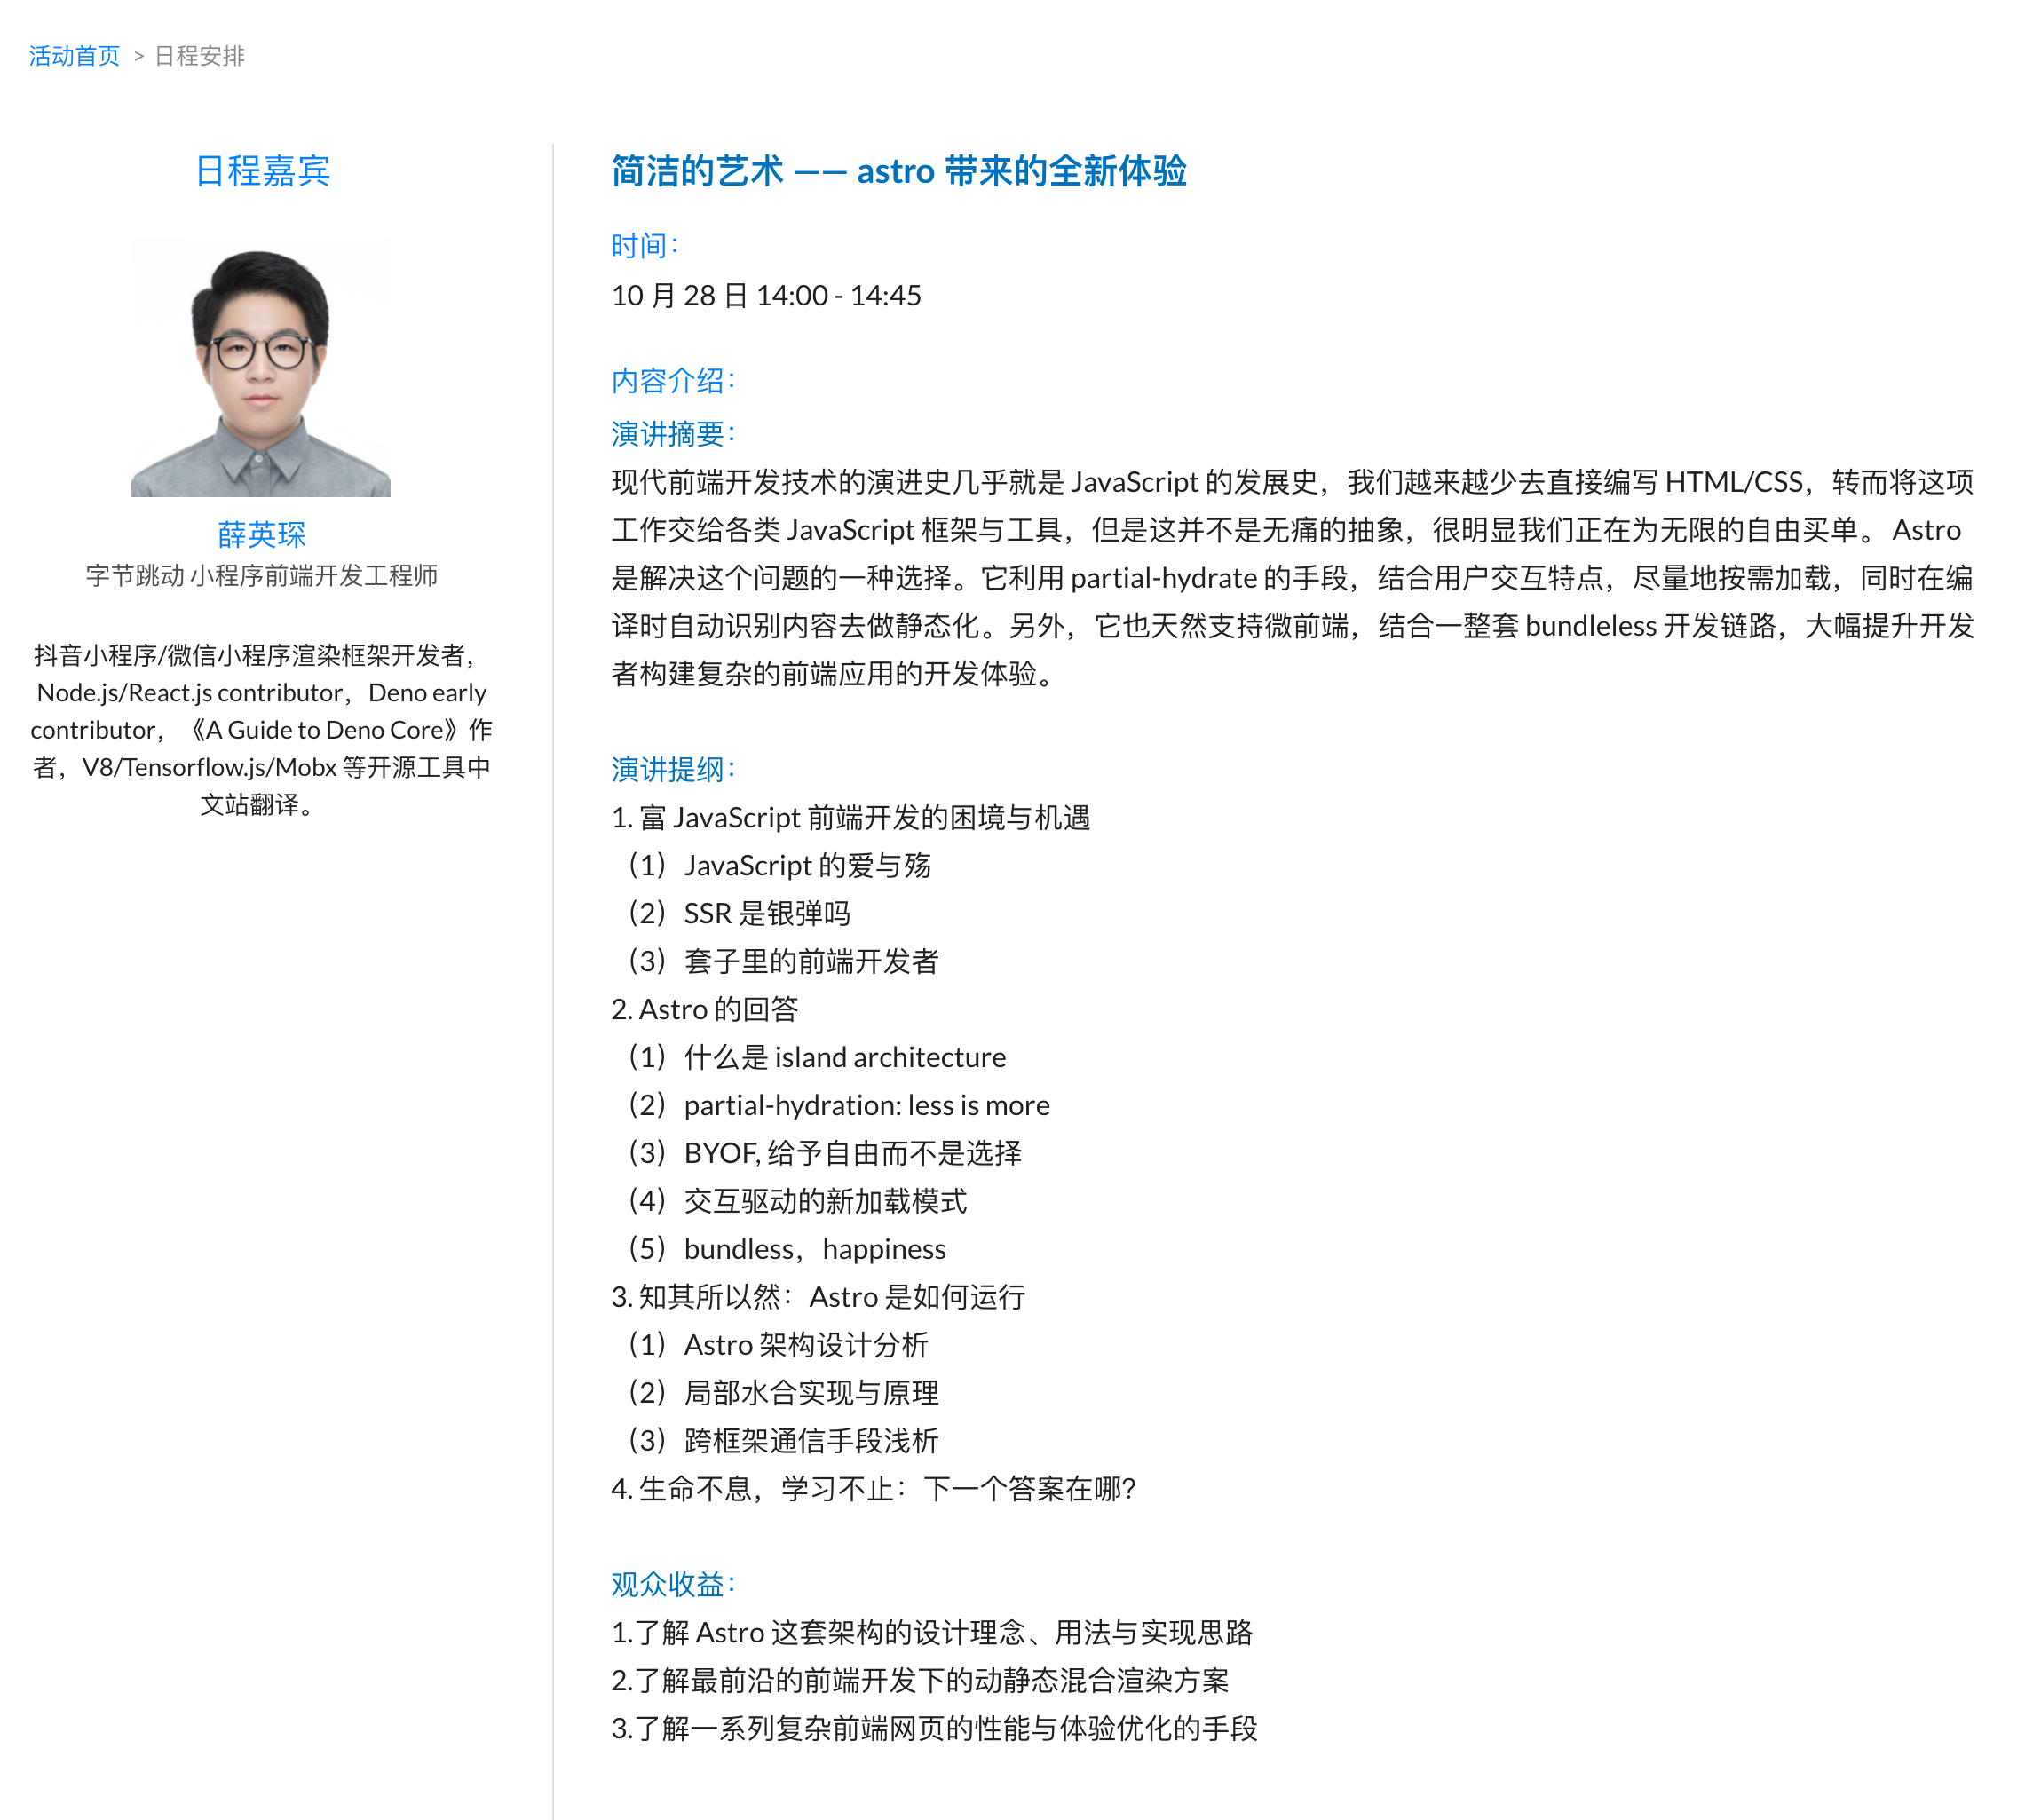 活动首页 > 日程安排
日程嘉宾
薛英琛
字节跳动 小程序前端开发工程师
抖音小程序/微信小程序渲染框架开发者，
Node.js/React.js contributor，Deno early
contributor，《A Guide to Deno Core》作
者，V8/Tensorflow.js/Mobx 等开源工具中
文站翻译。
简洁的艺术 —— astro 带来的全新体验
时间：
10 月 28 日 14:00 - 14:45
内容介绍：
演讲摘要：
现代前端开发技术的演进史几乎就是 JavaScript 的发展史，我们越来越少去直接编写 HTML/CSS，转而将这项
工作交给各类 JavaScript 框架与工具，但是这并不是无痛的抽象，很明显我们正在为无限的自由买单。 Astro
是解决这个问题的一种选择。它利用 partial-hydrate 的手段，结合用户交互特点，尽量地按需加载，同时在编
译时自动识别内容去做静态化。另外，它也天然支持微前端，结合一整套 bundleless 开发链路，大幅提升开发
者构建复杂的前端应用的开发体验。
演讲提纲：
1. 富 JavaScript 前端开发的困境与机遇
（1）JavaScript 的爱与殇
（2）SSR 是银弹吗
（3）套子里的前端开发者
2. Astro 的回答
（1）什么是 island architecture
（2）partial-hydration: less is more
（3）BYOF, 给予自由而不是选择
（4）交互驱动的新加载模式
（5）bundless，happiness
3. 知其所以然：Astro 是如何运行
（1）Astro 架构设计分析
（2）局部水合实现与原理
（3）跨框架通信手段浅析
4. 生命不息，学习不止：下一个答案在哪？
观众收益：
1.了解 Astro 这套架构的设计理念、用法与实现思路
2.了解最前沿的前端开发下的动静态混合渲染方案
3.了解一系列复杂前端网页的性能与体验优化的手段